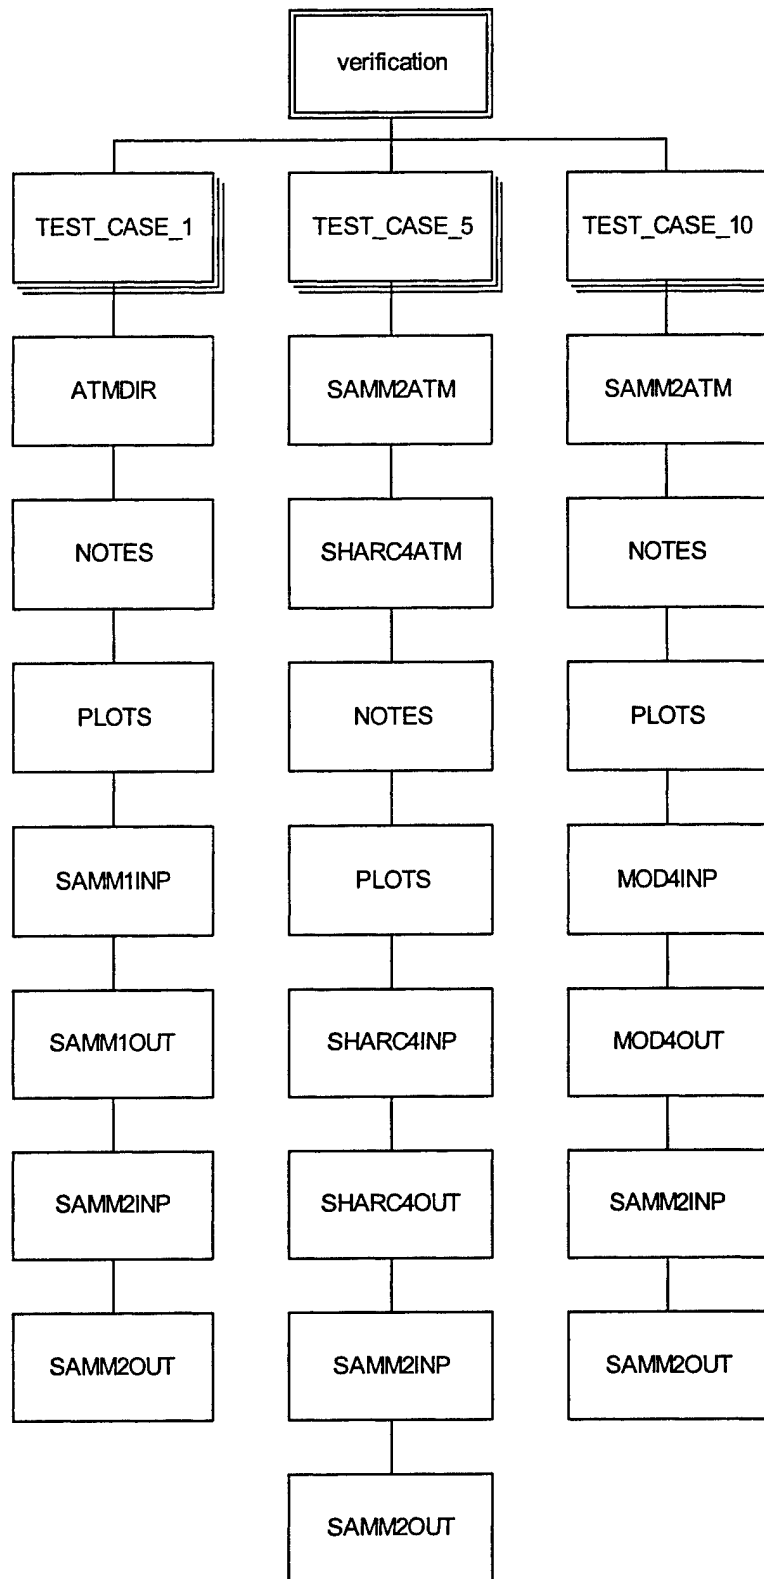 verification
TEST_CASE_1
TEST_CASE_5
TEST_CASE_10
ATMDIR
SAMM2ATM
SAMM2ATM
NOTES
SHARC4ATM
NOTES
PLOTS
NOTES
PLOTS
SAMM1INP
PLOTS
MOD4INP
SAMM1OUT
SHARC4INP
MOD4OUT
SAMM2INP
SHARC4OUT
SAMM2INP
SAMM2OUT
SAMM2INP
SAMM2OUT
SAMM2OUT